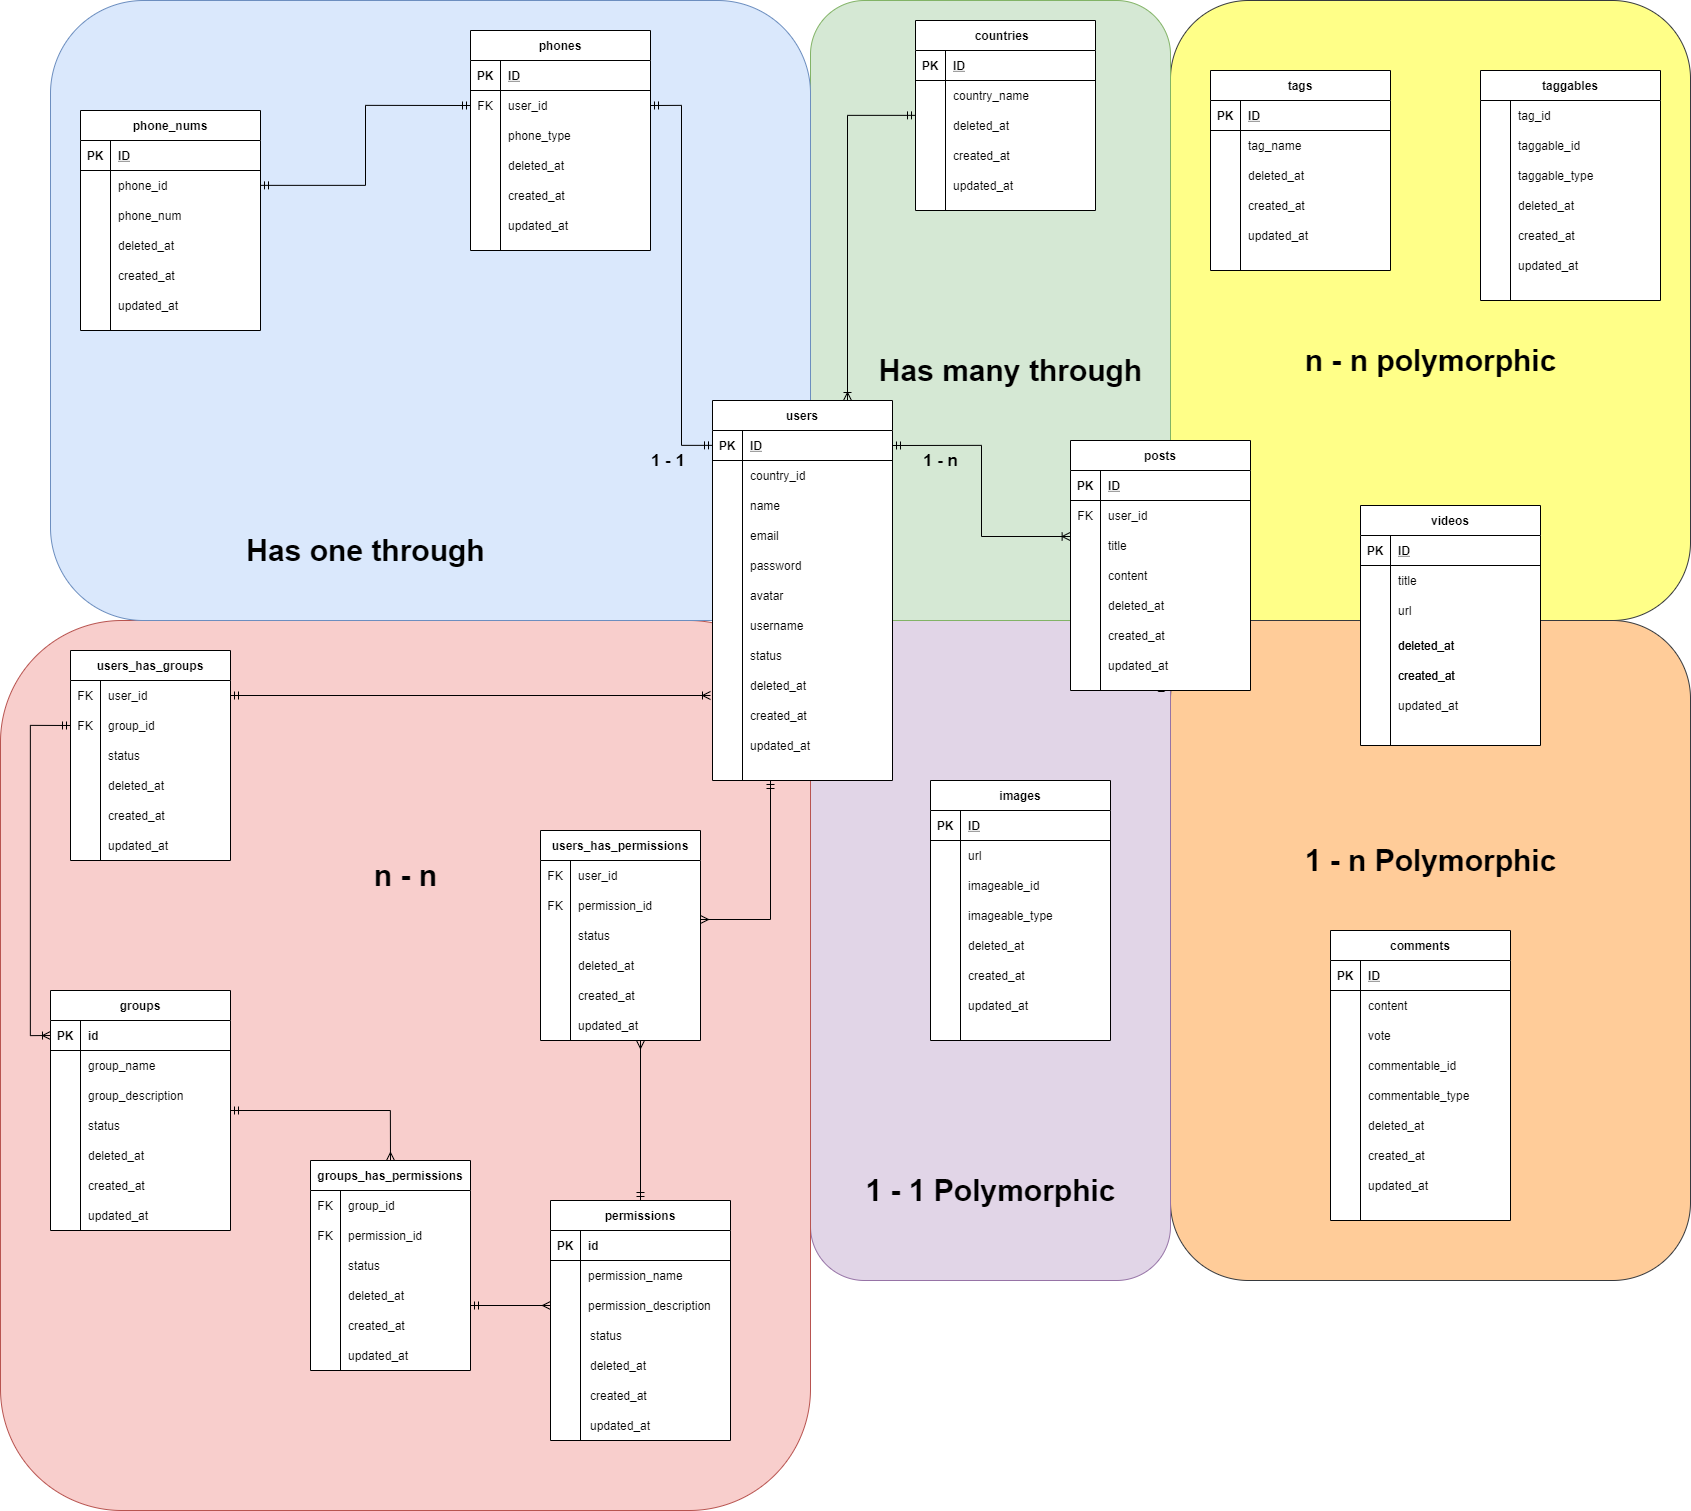 phones
PK ID
FK user_id
phone_type
deleted_at
created_at
updated_at
phone_nums
PK ID
phone_id
phone_num
deleted_at
created_at
updated_at
Has one through
1 - 1
countries
PK ID
country_name
deleted_at
created_at
updated_at
Has many through
1 - n
tags
PK ID
tag_name
deleted_at
created_at
updated_at
taggables
tag_id
taggable_id
taggable_type
deleted_at
created_at
updated_at
n - n polymorphic
users
PK ID
country_id
name
email
password
avatar
username
status
deleted_at
created_at
updated_at
posts
PK ID
FK user_id
title
content
deleted_at
created_at
updated_at
videos
PK ID
title
url
deleted_at
created_at
updated_at
users_has_groups
FK user_id
FK group_id
status
deleted_at
created_at
updated_at
n - n
users_has_permissions
FK user_id
FK permission_id
status
deleted_at
created_at
updated_at
groups
PK id
group_name
group_description
status
deleted_at
created_at
updated_at
groups_has_permissions
FK group_id
FK permission_id
status
deleted_at
created_at
updated_at
permissions
PK id
permission_name
permission_description
status
deleted_at
created_at
updated_at
images
PK ID
url
imageable_id
imageable_type
deleted_at
created_at
updated_at
1 - 1 Polymorphic
1 - n Polymorphic
comments
PK ID
content
vote
commentable_id
commentable_type
deleted_at
created_at
updated_at